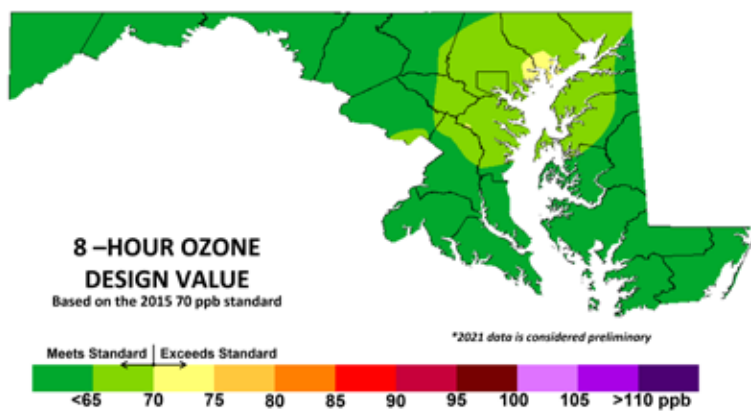 8 –HOUR OZONE
DESIGN VALUE
Based on the 2015 70 ppb standard
*2021 data is considered preliminary
Meets Standard Exceeds Standard
<65 70 75 80 85 90 95 100 105 >110 ppb